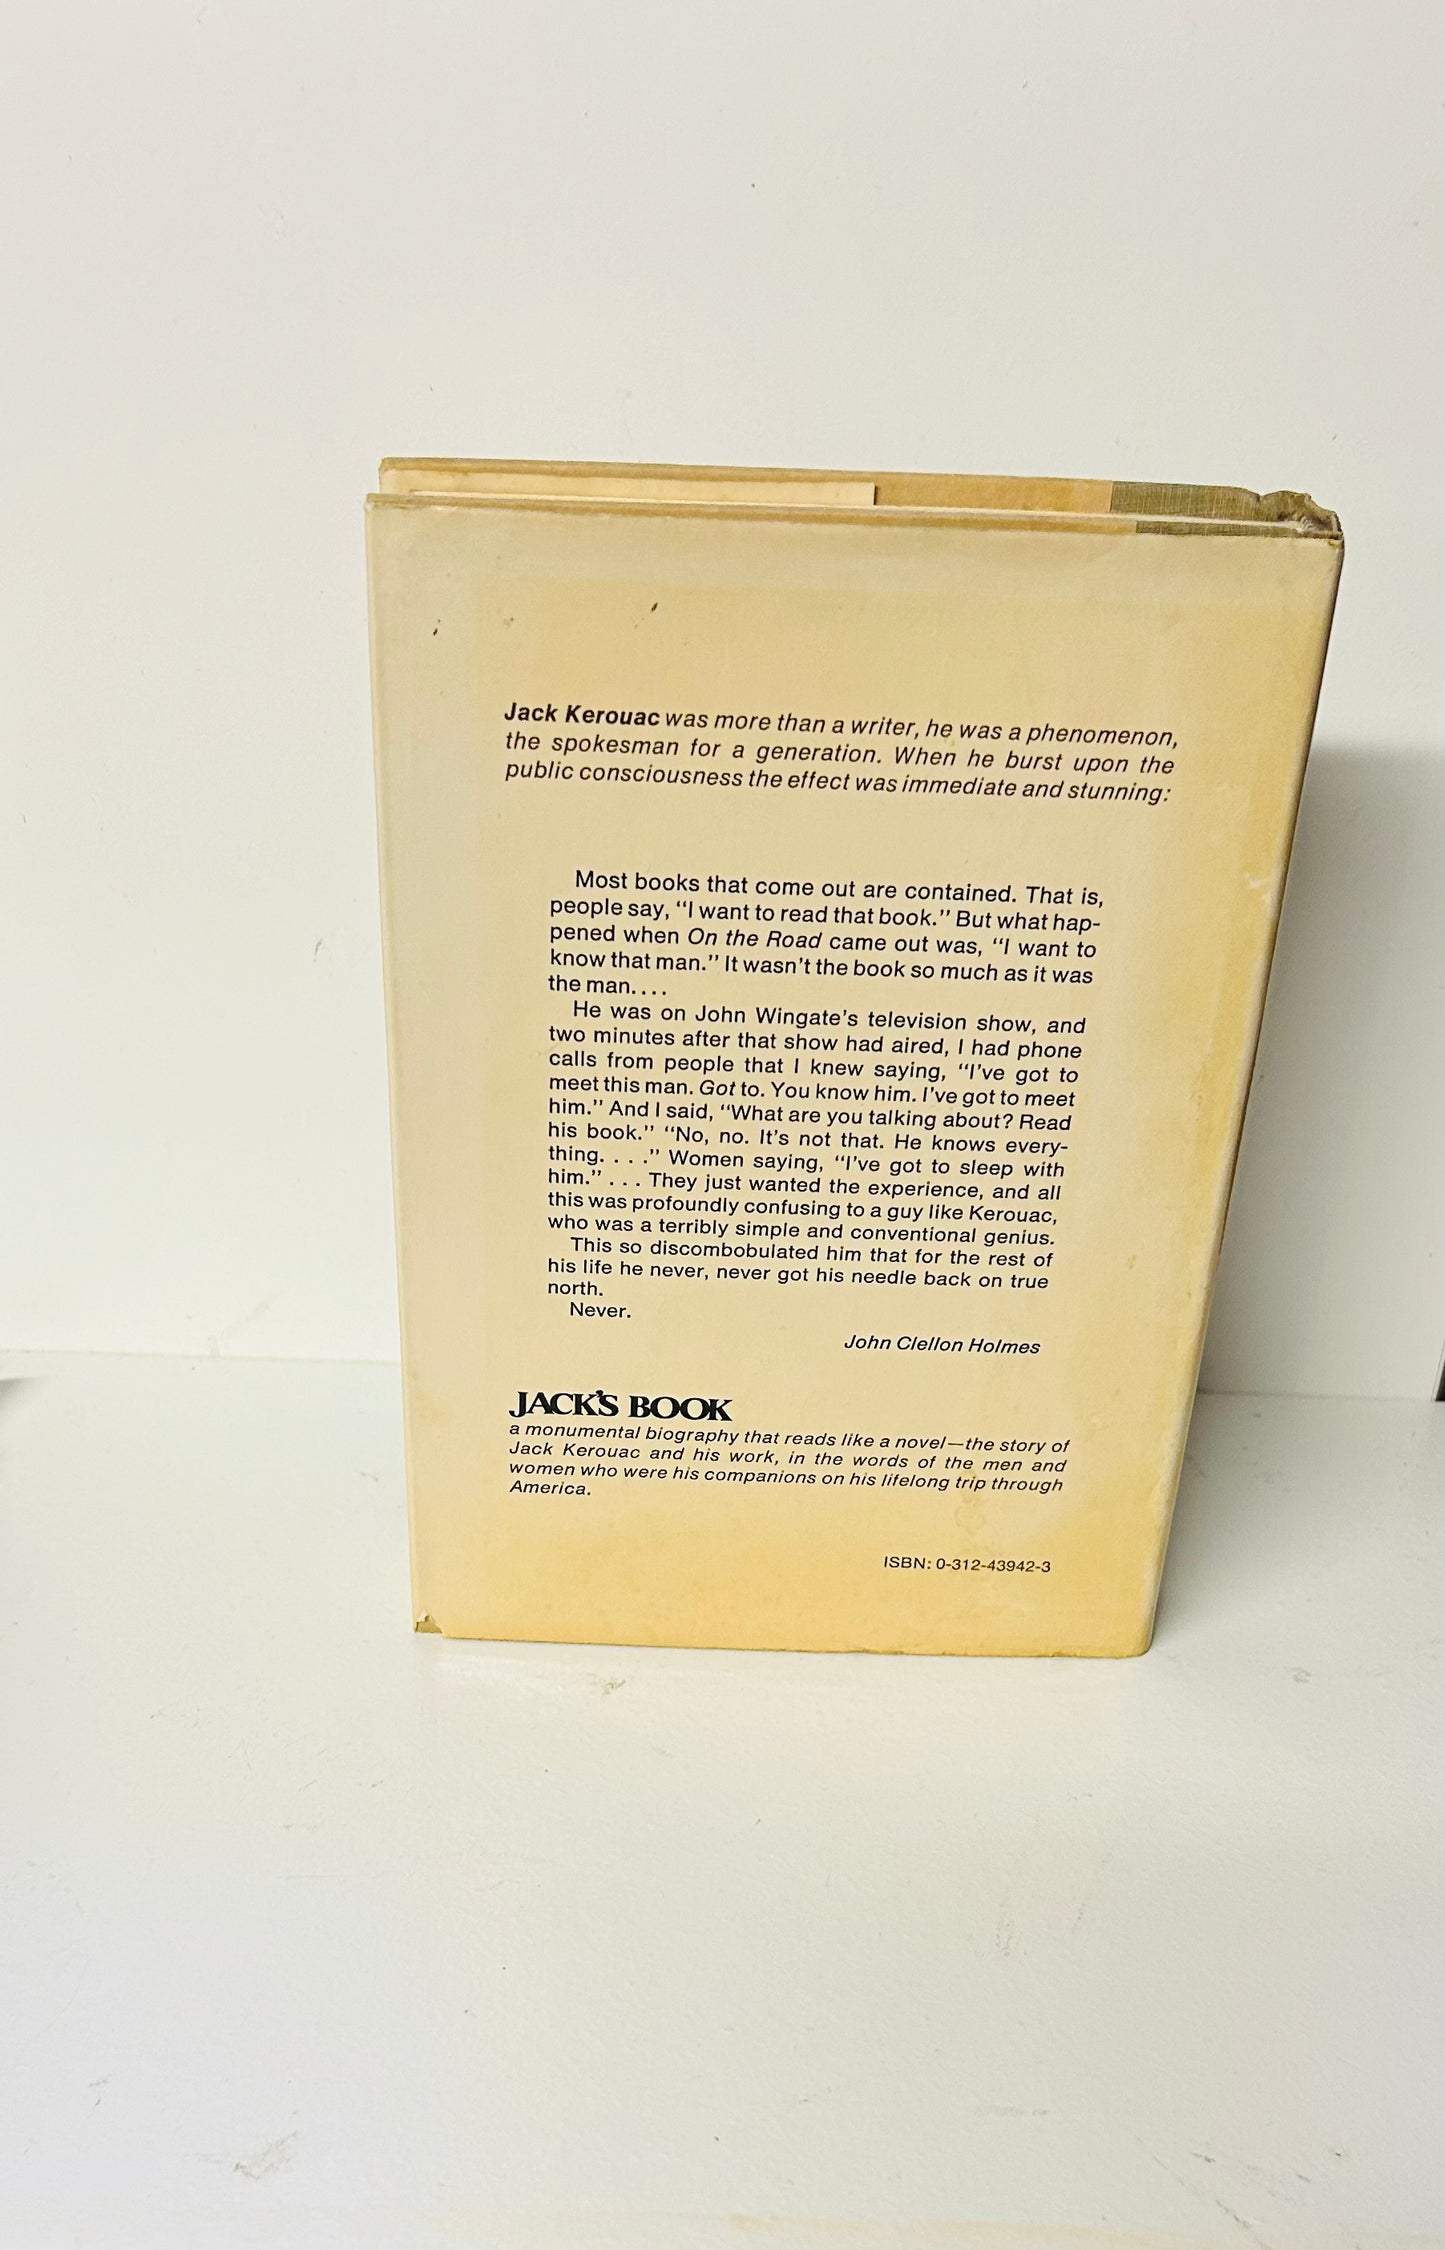 Jack Kerouac was more than a writer, he was a phenomenon,
the spokesman for a generation. When he burst upon the
public consciousness the effect was immediate and stunning:
Most books that come out are contained. That is,
people say, "I want to read that book." But what hap-
pened when On the Road came out was, "I want to
know that man." It wasn't the book so much as it was
the man....
He was on John Wingate's television show, and
two minutes after that show had aired, I had phone
calls from people that I knew saying, "I've got to
meet this man. Got to. You know him. I've got to meet
him." And I said, "What are you talking about? Read
his book." "No, no. It's not that. He knows every-
thing. . . ." Women saying, "I've got to sleep with
him." . . . They just wanted the experience, and all
this was profoundly confusing to a guy like Kerouac,
who was a terribly simple and conventional genius.
This so discombobulated him that for the rest of
his life he never, never got his needle back on true
north.
Never.
John Clellon Holmes
JACK'S BOOK
a monumental biography that reads like a novel—the story of
Jack Kerouac and his work, in the words of the men and
women who were his companions on his lifelong trip through
America.
ISBN: 0-312-43942-3